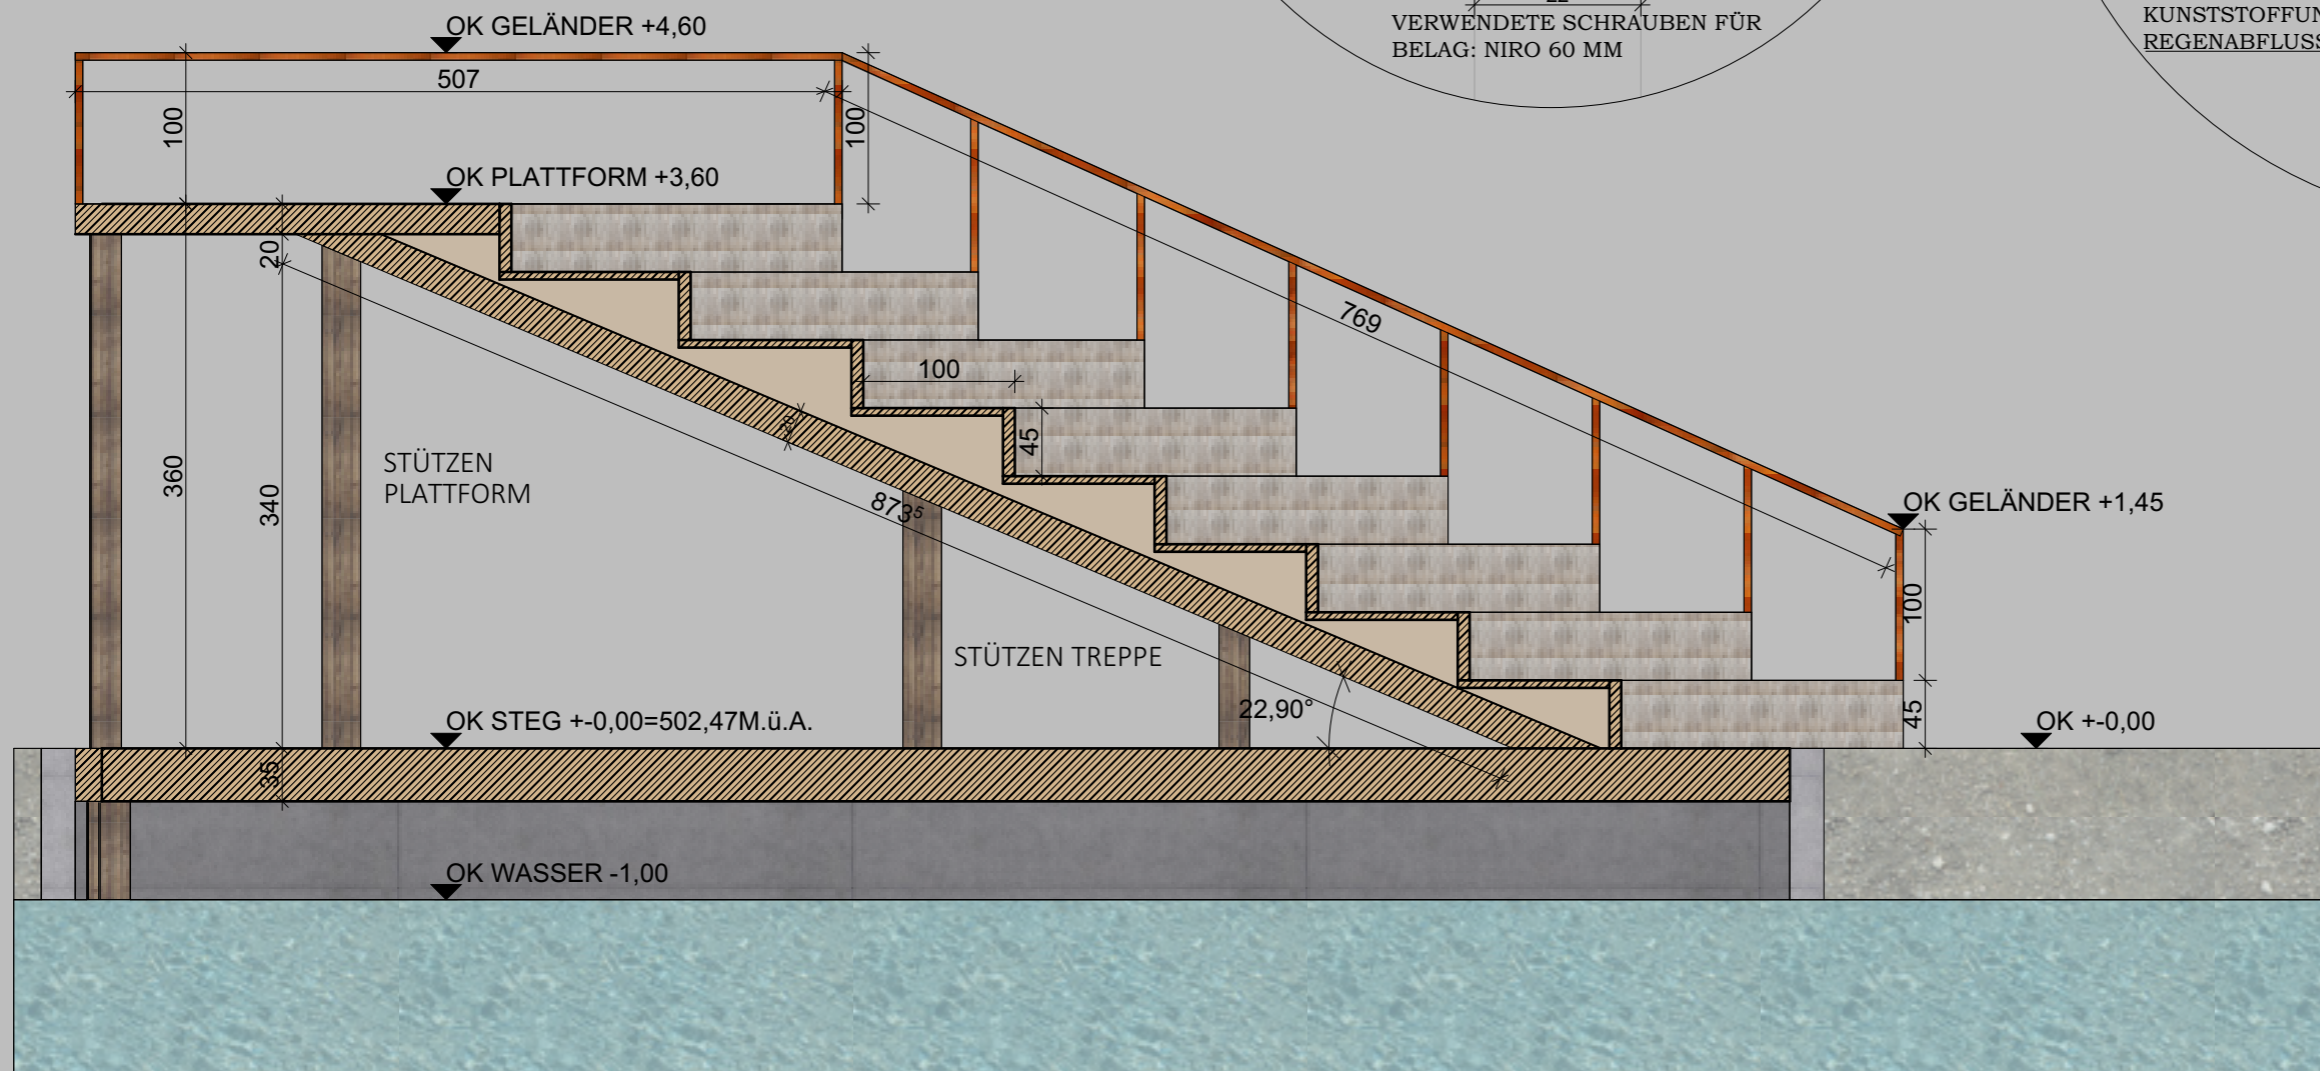 OK GELÄNDER +4,60
22
VERWENDETE SCHRAUBEN FÜR
BELAG: NIRO 60 MM
507
100
100
OK PLATTFORM +3,60
20
769
100
45
20
STÜTZEN
PLATTFORM
360
340
873⁵
OK GELÄNDER +1,45
100
STÜTZEN TREPPE
22,90°
45
OK STEG +-0,00=502,47M.ü.A.
OK +-0,00
35
OK WASSER -1,00